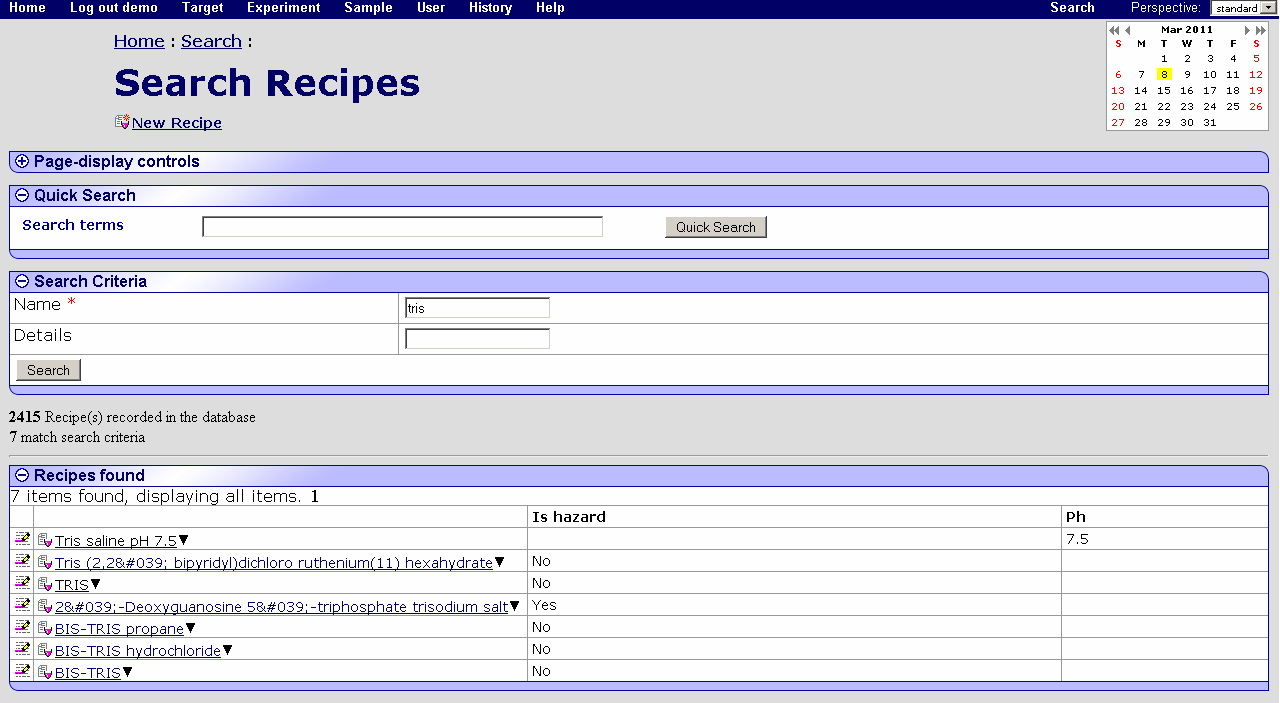 Home Log out demo Target Experiment Sample User History Help Search Perspective: standard
Home : Search :
Search Recipes
New Recipe
Mar 2011
S M T W T F S
1 2 3 4 5
6 7 8 9 10 11 12
13 14 15 16 17 18 19
20 21 22 23 24 25 26
27 28 29 30 31
Page-display controls
Quick Search
Search terms Quick Search
Search Criteria
Name * tris
Details
Search
2415 Recipe(s) recorded in the database
7 match search criteria
Recipes found
7 items found, displaying all items. 1
Is hazard Ph
Tris saline pH 7.5 7.5
Tris (2,2&#039; bipyridyl)dichloro ruthenium(11) hexahydrate No
TRIS No
2&#039;-Deoxyguanosine 5&#039;-triphosphate trisodium salt Yes
BIS-TRIS propane No
BIS-TRIS hydrochloride No
BIS-TRIS No